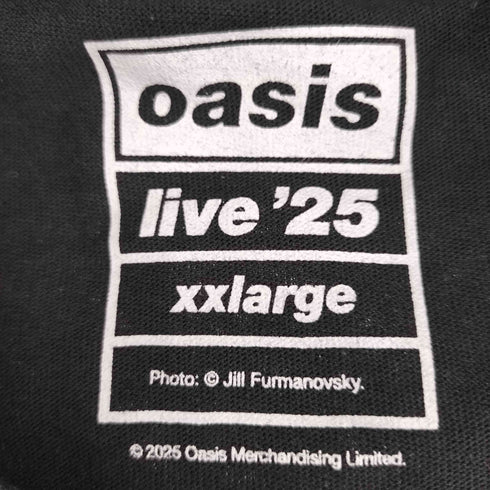 oasis
live '25
xxlarge
Photo: © Jill Furmanovsky.
© 2025 Oasis Merchandising Limited.